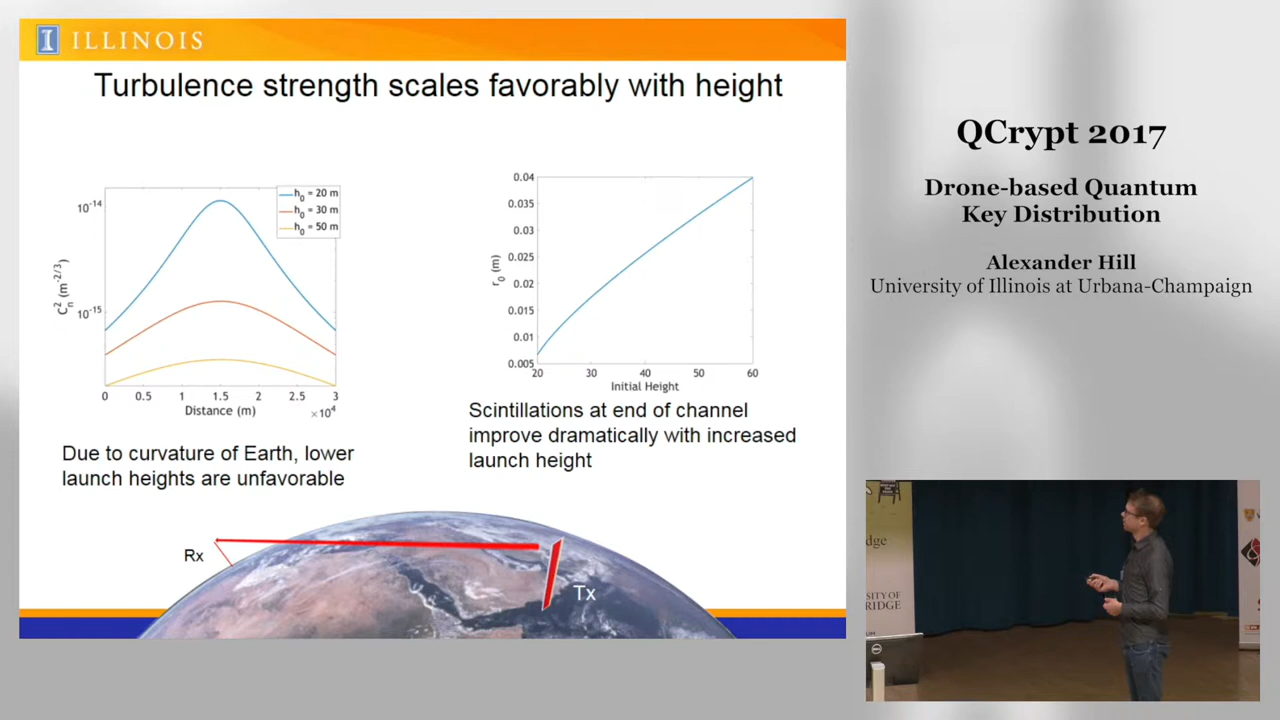 ILLINOIS
Turbulence strength scales favorably with height
h0 = 20 m
h0 = 30 m
h0 = 50 m
10-14
10-15
Cn2 (m-2/3)
0 0.5 1 1.5 2 2.5 3
Distance (m)
×104
Due to curvature of Earth, lower
launch heights are unfavorable
0.04
0.035
0.03
0.025
0.02
0.015
0.01
0.005
r0 (m)
20 30 40 50 60
Initial Height
Scintillations at end of channel
improve dramatically with increased
launch height
Rx
Tx
QCrypt 2017
Drone-based Quantum
Key Distribution
Alexander Hill
University of Illinois at Urbana-Champaign